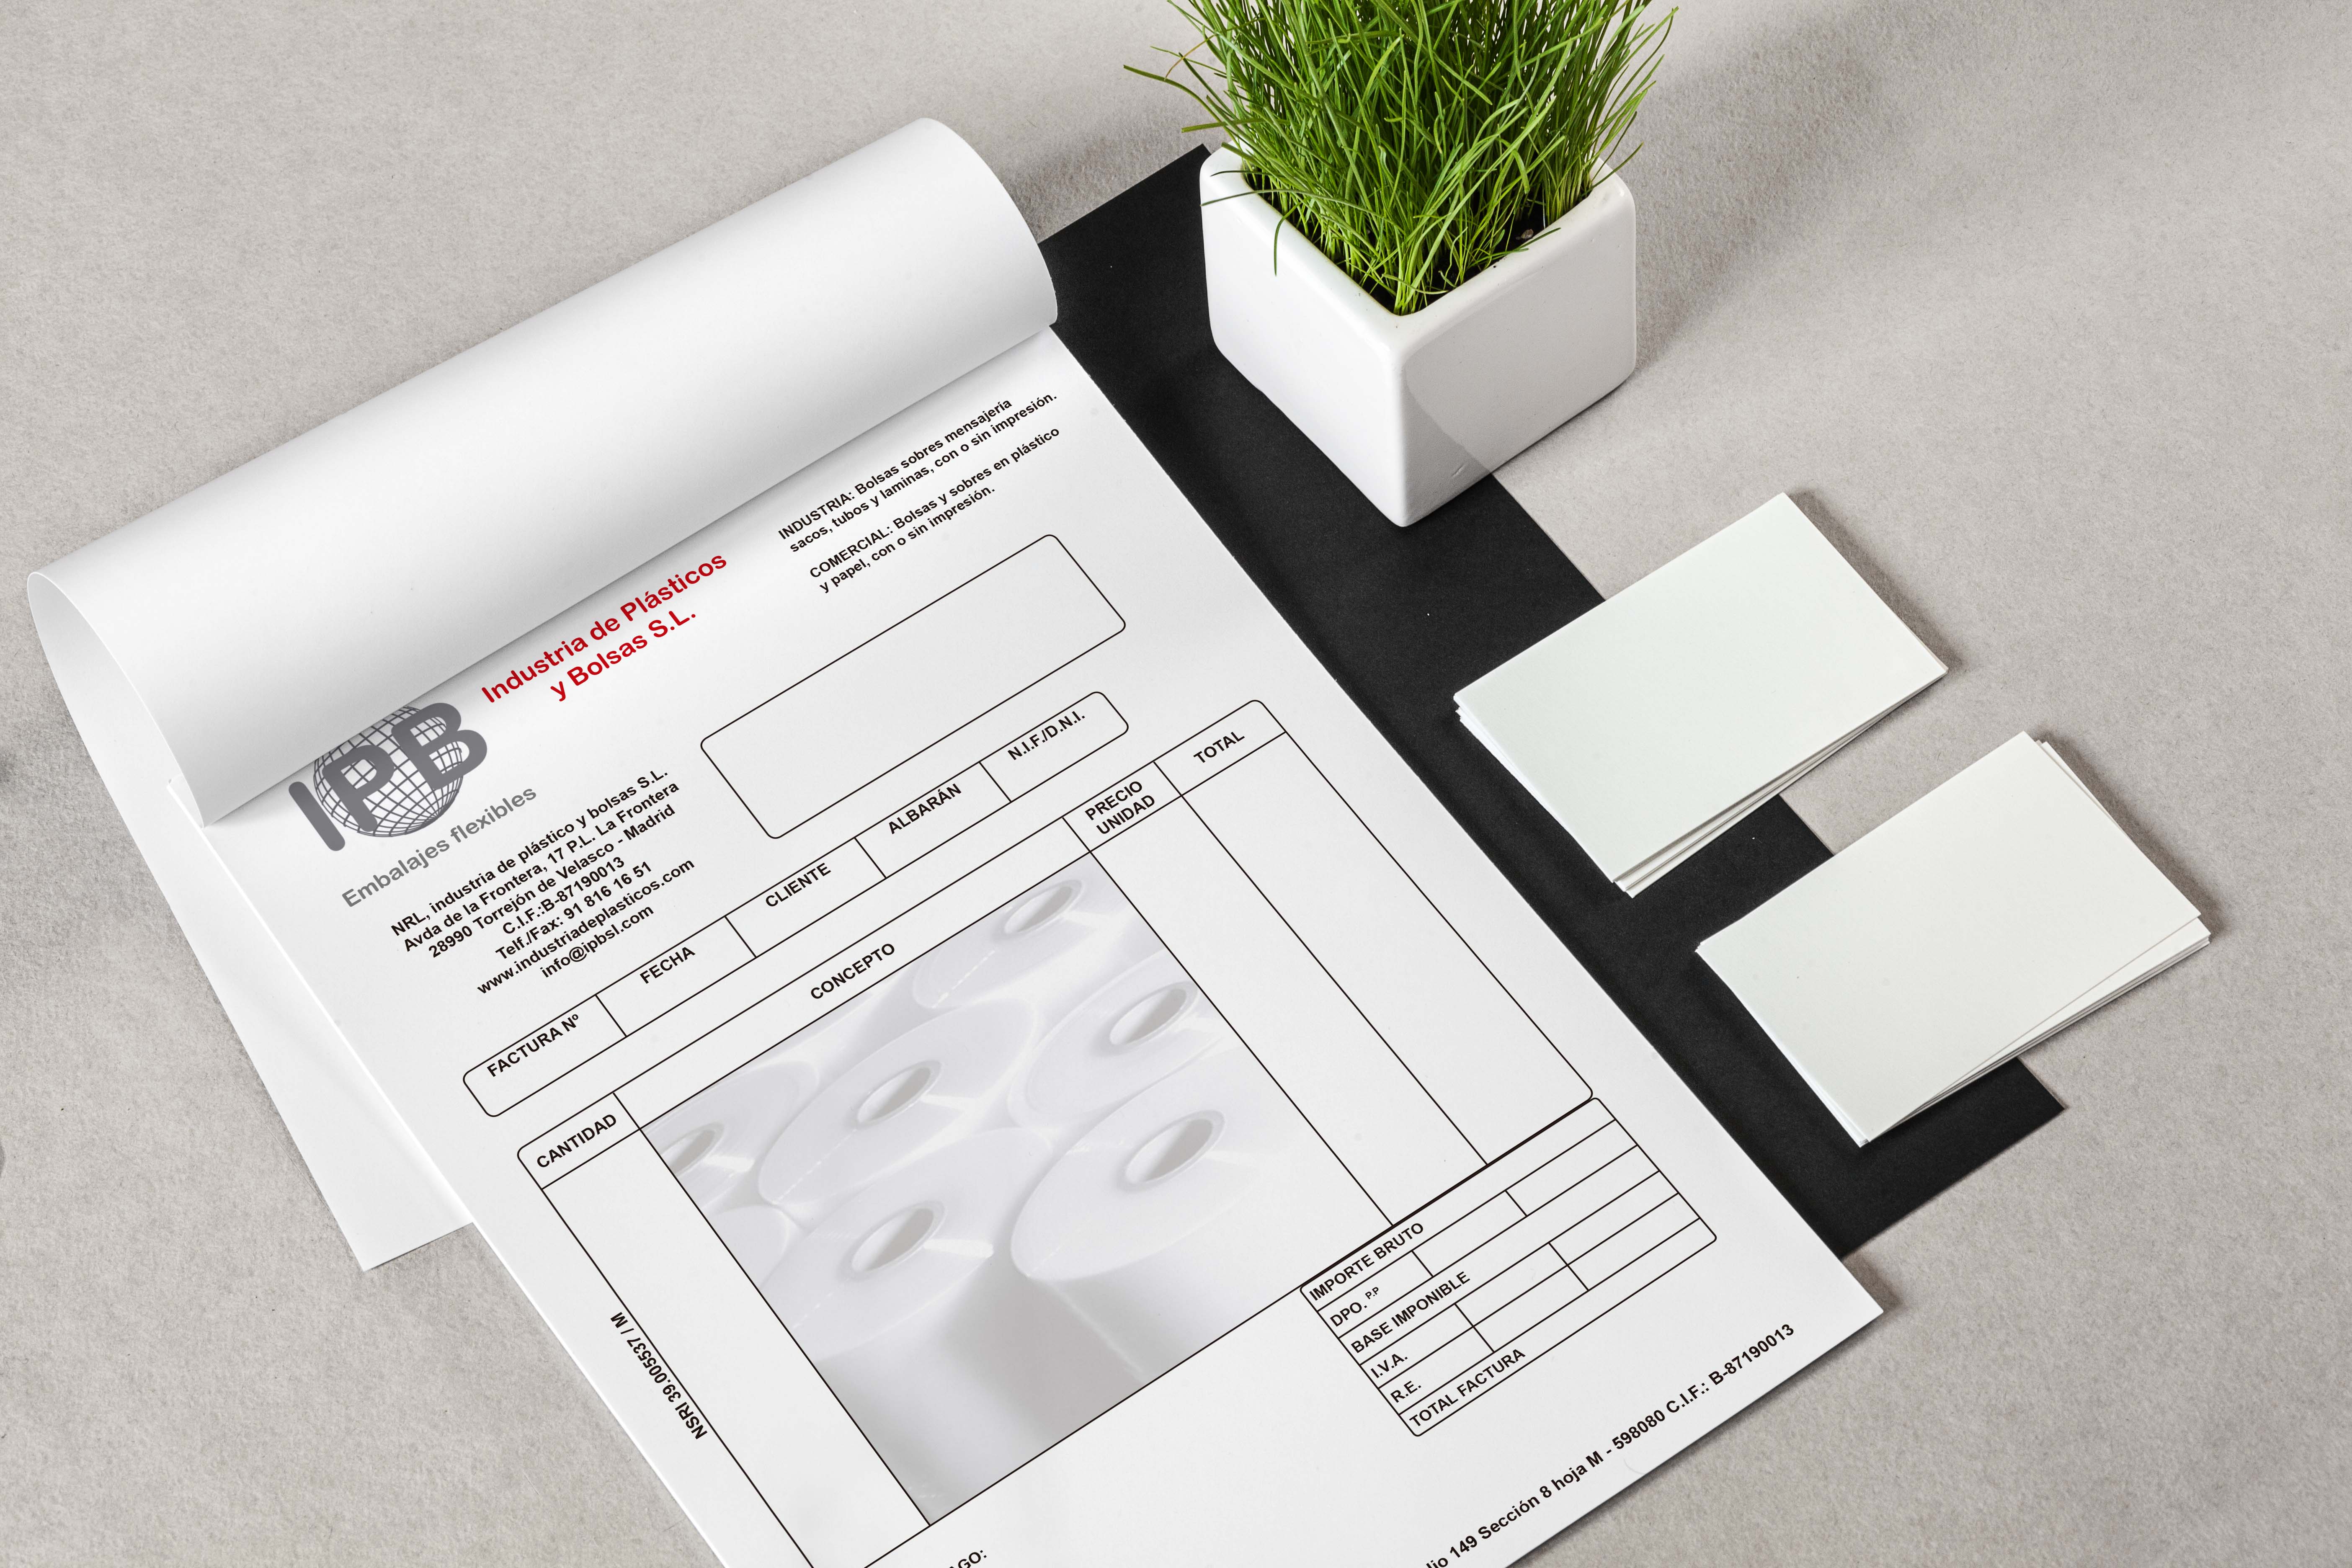 IPB
Embalajes flexibles
Industria de Plásticos
y Bolsas S.L.
INDUSTRIA: Bolsas sobres mensajería
sacos, tubos y laminas, con o sin impresión.
COMERCIAL: Bolsas y sobres en plástico
y papel, con o sin impresión.
NRL, industria de plástico y bolsas S.L.
Avda de la Frontera, 17 P.L. La Frontera
28990 Torrejón de Velasco - Madrid
C.I.F.:B-87190013
Telf./Fax: 91 816 16 51
www.industriadeplasticos.com
info@ipbsl.com
FACTURA Nº
FECHA
CLIENTE
ALBARÁN
N.I.F./D.N.I.
CANTIDAD
CONCEPTO
PRECIO
UNIDAD
TOTAL
NSRI 39.005537 / M
IMPORTE BRUTO
DPO. P.P
BASE IMPONIBLE
I.V.A.
R.E.
TOTAL FACTURA
149 Sección 8 hoja M - 598080 C.I.F.: B-87190013